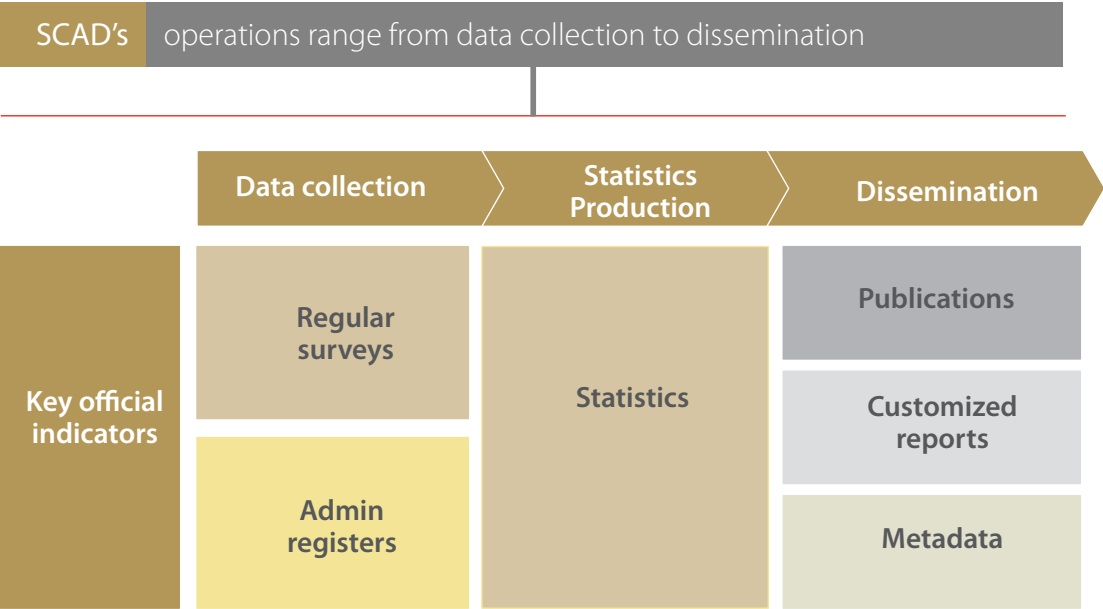 SCAD's operations range from data collection to dissemination
Data collection
Statistics
Production
Dissemination
Key official
indicators
Regular
surveys
Admin
registers
Statistics
Publications
Customized
reports
Metadata